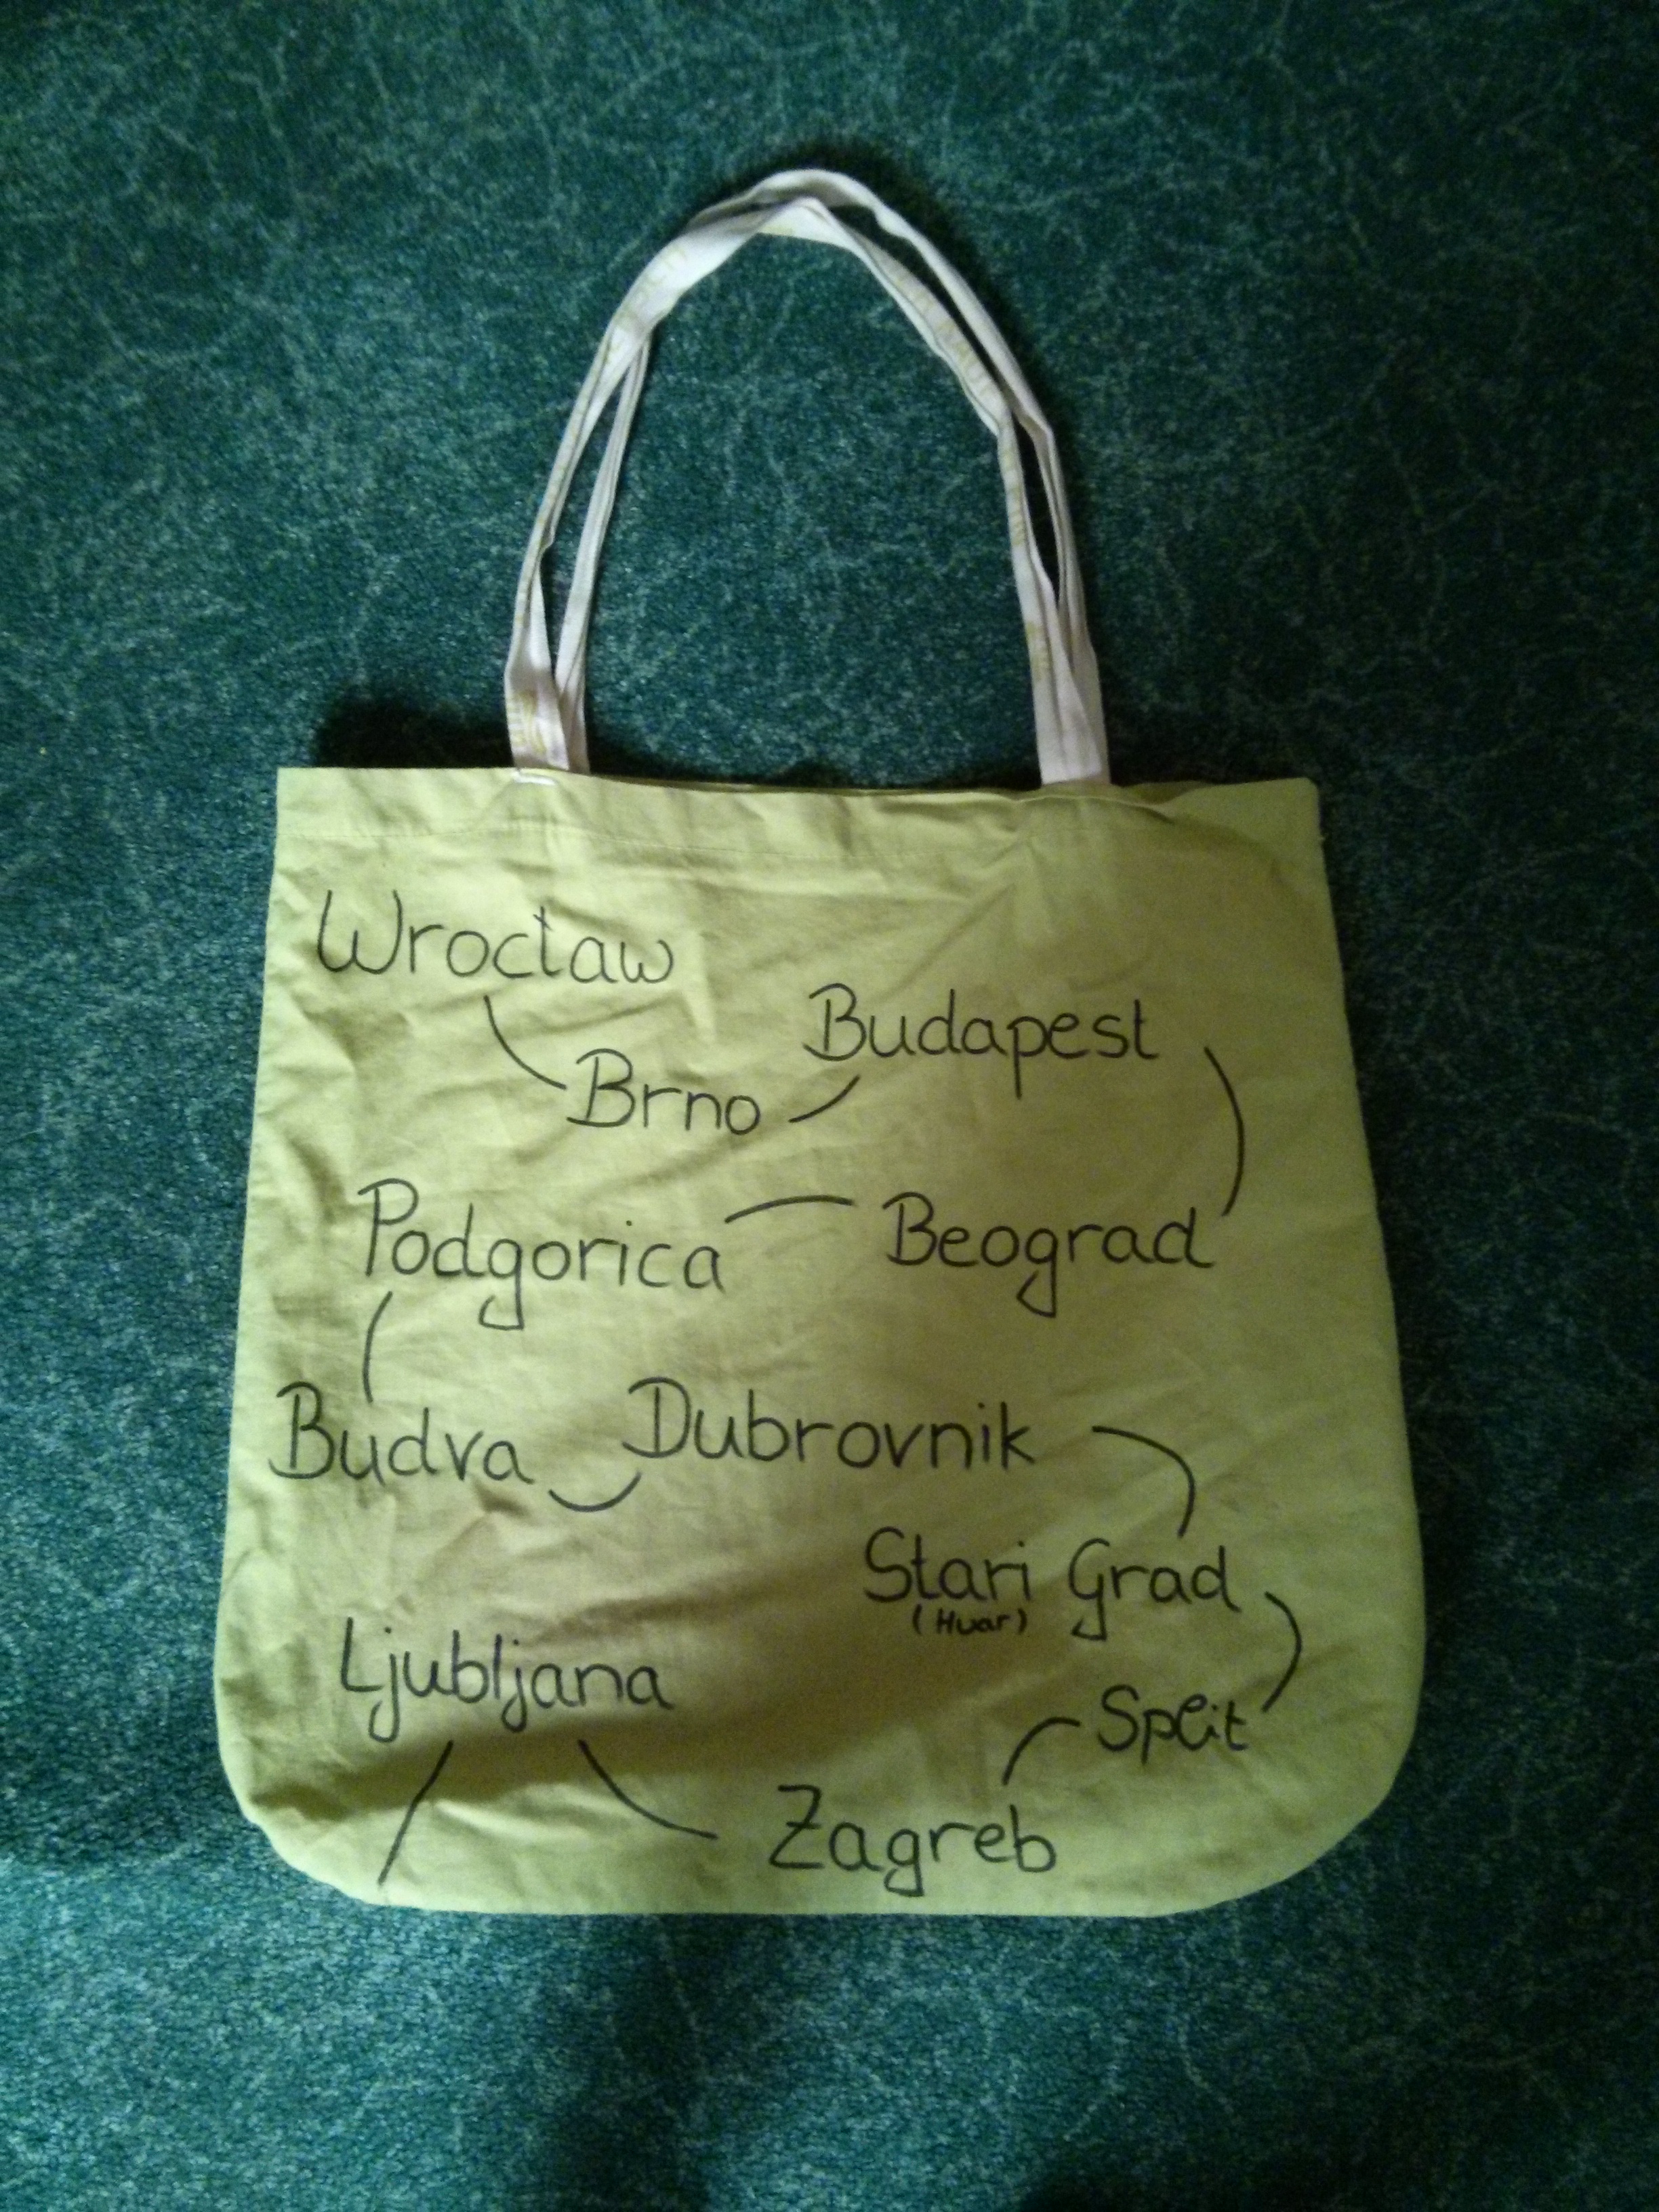 Wrocław
Budapest
Brno
Podgorica
Beograd
Budva
Dubrovnik
Stari Grad
(Hvar)
Ljubljana
Split
Zagreb